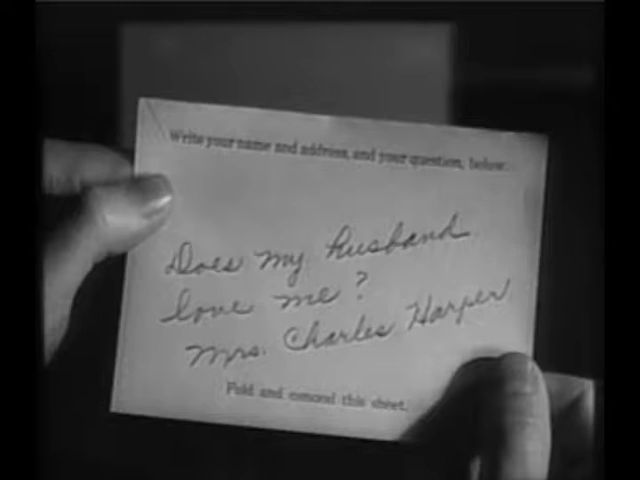 Write your name and address, and your question, below.
Does my husband
love me?
Mrs. Charles Harper
Fold and conceal this sheet.